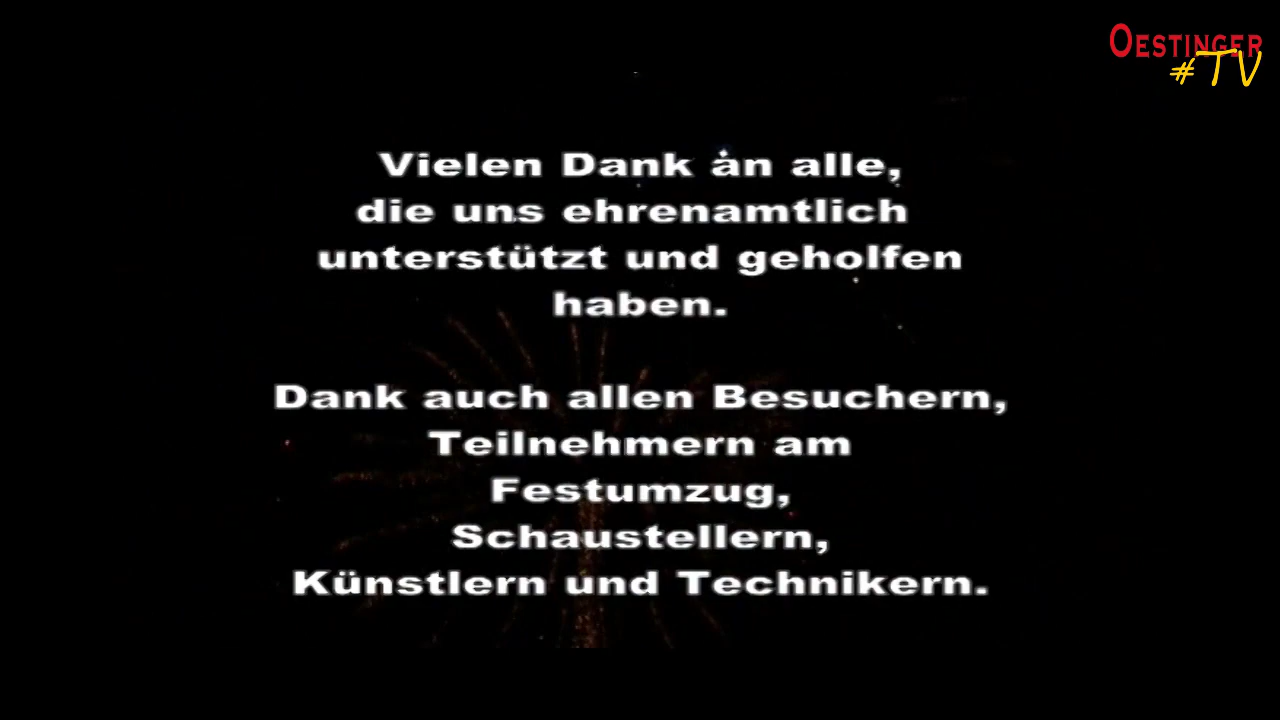 OESTINGER
#TV
Vielen Dank an alle,
die uns ehrenamtlich
unterstützt und geholfen
haben.
Dank auch allen Besuchern,
Teilnehmern am
Festumzug,
Schaustellern,
Künstlern und Technikern.